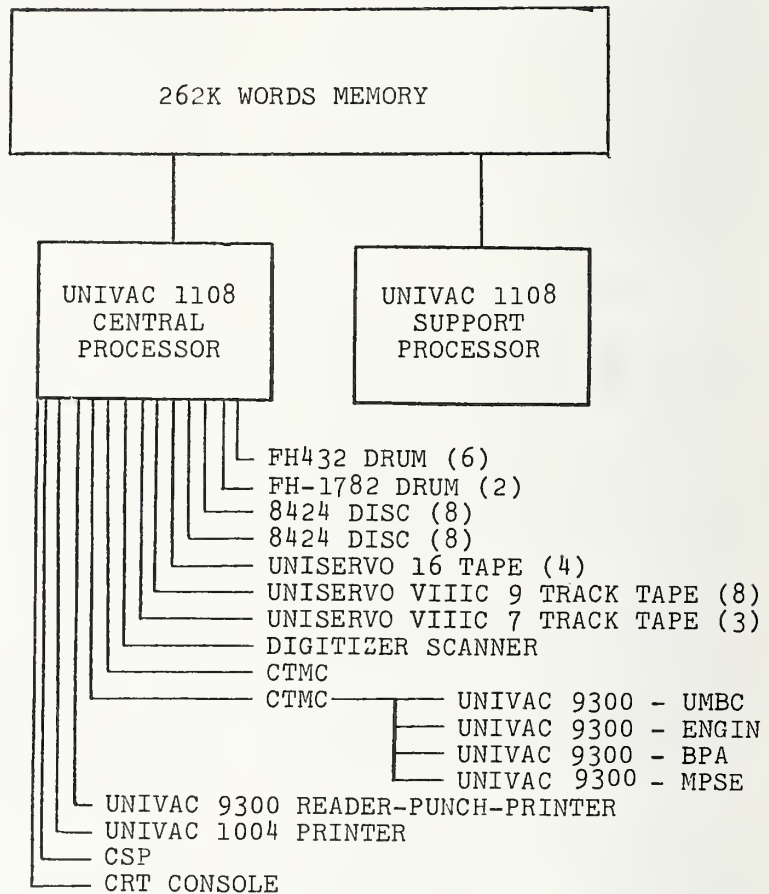 262K WORDS MEMORY
UNIVAC 1108
CENTRAL
PROCESSOR
UNIVAC 1108
SUPPORT
PROCESSOR
FH432 DRUM (6)
FH-1782 DRUM (2)
8424 DISC (8)
8424 DISC (8)
UNISERVO 16 TAPE (4)
UNISERVO VIIIC 9 TRACK TAPE (8)
UNISERVO VIIIC 7 TRACK TAPE (3)
DIGITIZER SCANNER
CTMC
CTMC
UNIVAC 9300 - UMBC
UNIVAC 9300 - ENGIN
UNIVAC 9300 - BPA
UNIVAC 9300 - MPSE
UNIVAC 9300 READER-PUNCH-PRINTER
UNIVAC 1004 PRINTER
CSP
CRT CONSOLE